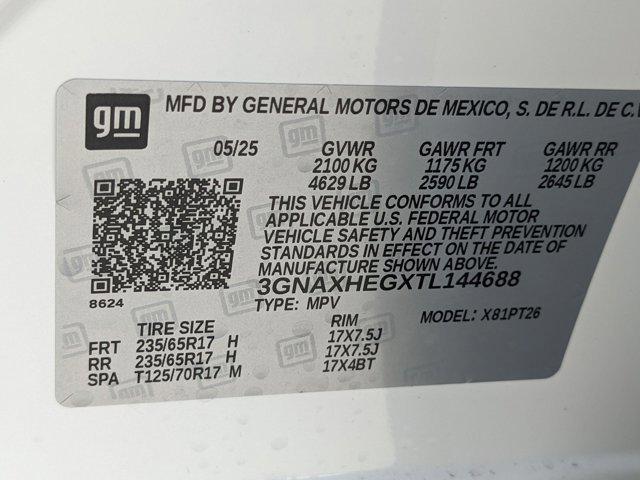 gm MFD BY GENERAL MOTORS DE MEXICO, S. DE R.L. DE C.V
05/25 GVWR GAWR FRT GAWR RR
2100 KG 1175 KG 1200 KG
4629 LB 2590 LB 2645 LB
THIS VEHICLE CONFORMS TO ALL
APPLICABLE U.S. FEDERAL MOTOR
VEHICLE SAFETY AND THEFT PREVENTION
STANDARDS IN EFFECT ON THE DATE OF
MANUFACTURE SHOWN ABOVE.
3GNAXHEGXTL144688
8624 TYPE: MPV MODEL: X81PT26
TIRE SIZE RIM
FRT 235/65R17 H 17X7.5J
RR 235/65R17 H 17X7.5J
SPA T125/70R17 M 17X4BT